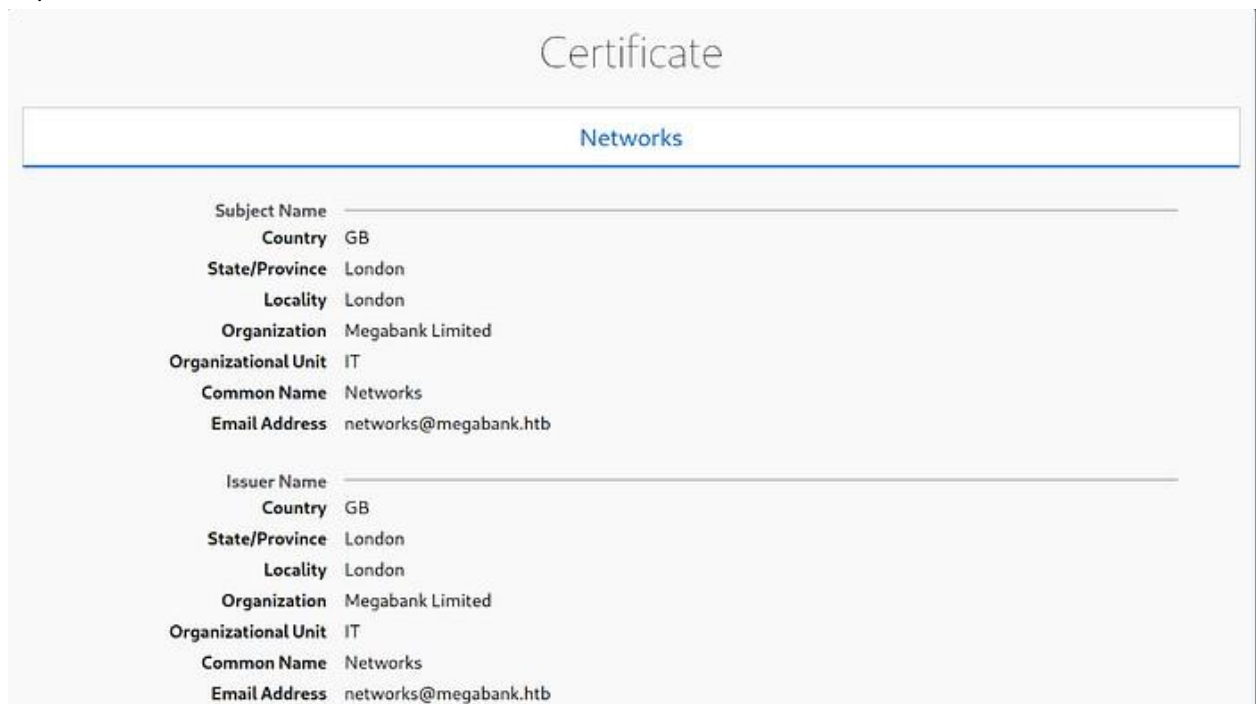 Certificate
Networks
Subject Name
Country GB
State/Province London
Locality London
Organization Megabank Limited
Organizational Unit IT
Common Name Networks
Email Address networks@megabank.htb
Issuer Name
Country GB
State/Province London
Locality London
Organization Megabank Limited
Organizational Unit IT
Common Name Networks
Email Address networks@megabank.htb